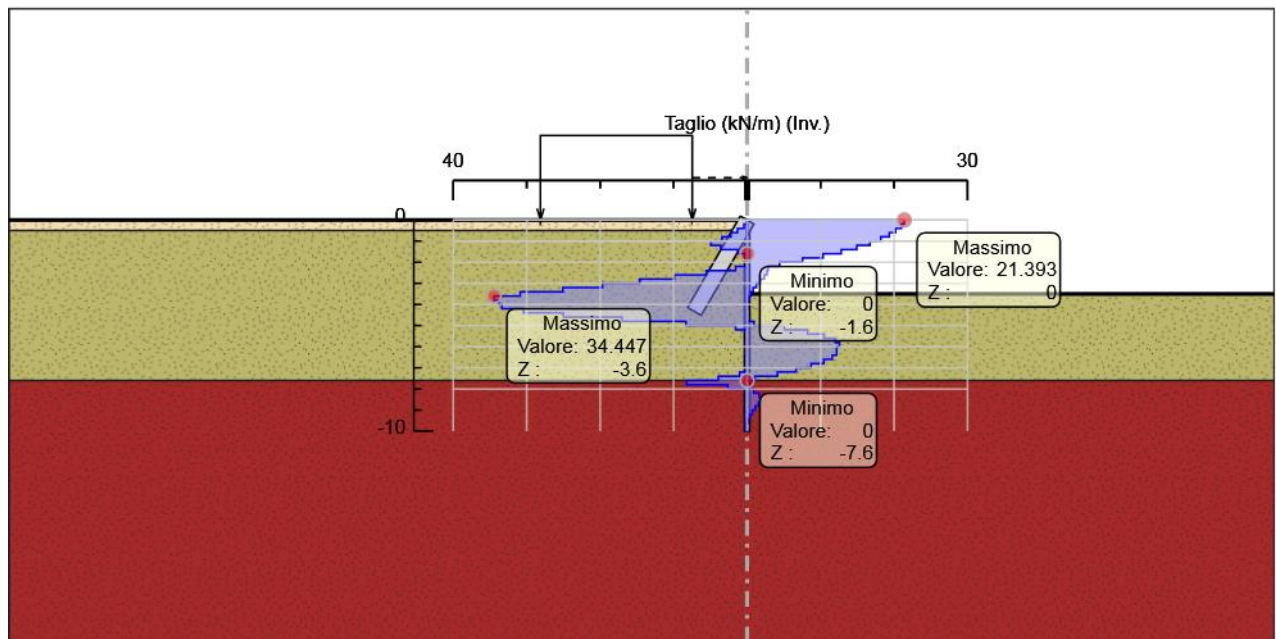 Taglio (kN/m) (Inv.)
40
30
0
Massimo
Valore: 21.393
Z : 0
Minimo
Valore: 0
Z : -1.6
Massimo
Valore: 34.447
Z : -3.6
Minimo
Valore: 0
Z : -7.6
-10